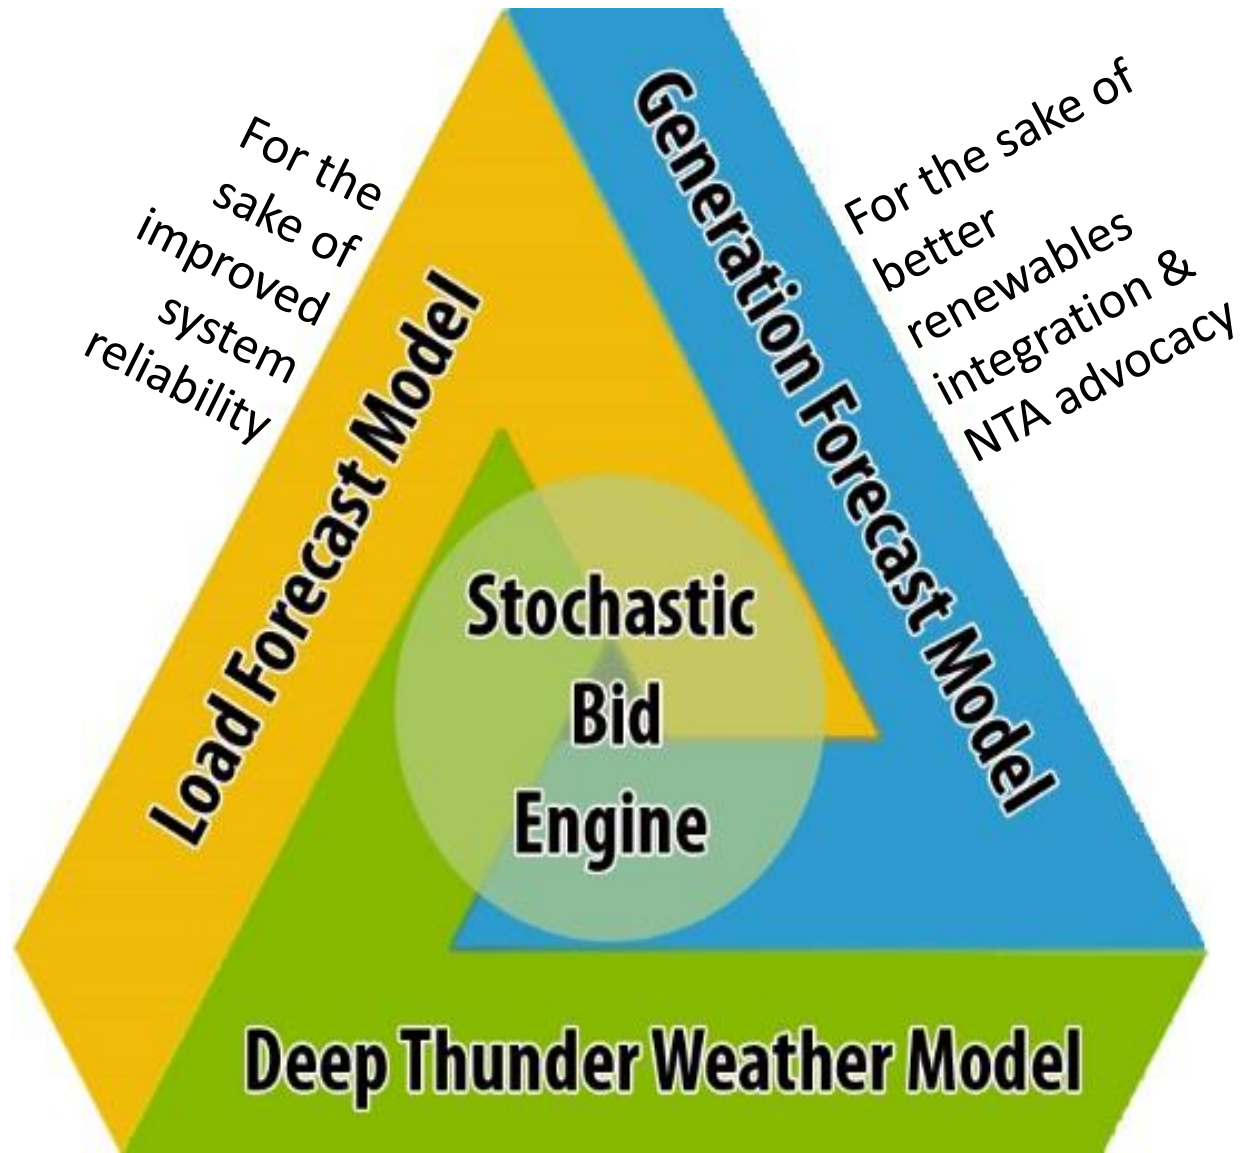 For the
sake of
improved
system
reliability
Load Forecast Model
Generation Forecast Model
For the sake of
better
renewables
integration &
NTA advocacy
Stochastic
Bid
Engine
Deep Thunder Weather Model